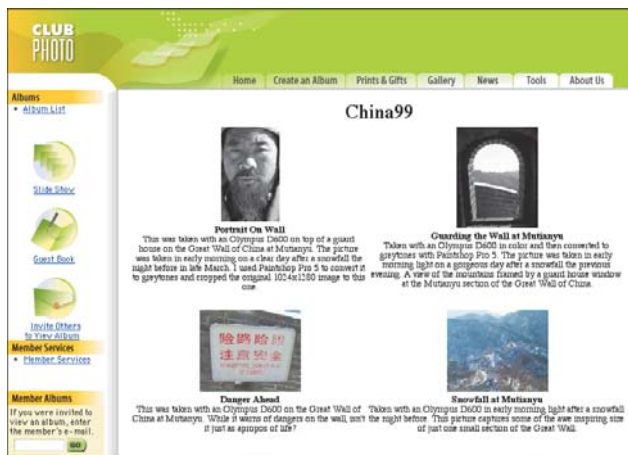 CLUB
PHOTO
Home Create an Album Prints & Gifts Gallery News Tools About Us
Albums
Album List
Slide Show
Guest Book
Invite Others
to View Album
Member Services
Member Services
Member Albums
If you were invited to
view an album, enter
the member's e-mail.
GO
China99
Portrait On Wall
This was taken with an Olympus D600 on top of a guard
house on the Great Wall of China at Mutianyu. The picture
was taken in early morning on a clear day after a snowfall the
night before in late March. I used Paintshop Pro 5 to convert it
to greytones and cropped the original 1024x1280 image to this
one.
Guarding the Wall at Mutianyu
Taken with an Olympus D600 in color and then converted to
greytones with Paintshop Pro 5. The picture was taken in early
morning light on a gorgeous day after a snowfall the previous
evening. A view of the mountains framed by a guard house window
at the Mutianyu section of the Great Wall of China.
险路险
注意安全
Danger Ahead
This was taken with an Olympus D600 on the Great Wall of
China at Mutianyu. While it warns of dangers on the wall, isn't
it just as apropos of life?
Snowfall at Mutianyu
Taken with an Olympus D600 in early morning light after a snowfall
the night before. This picture captures some of the awe inspiring size
of just one small section of the Great Wall.